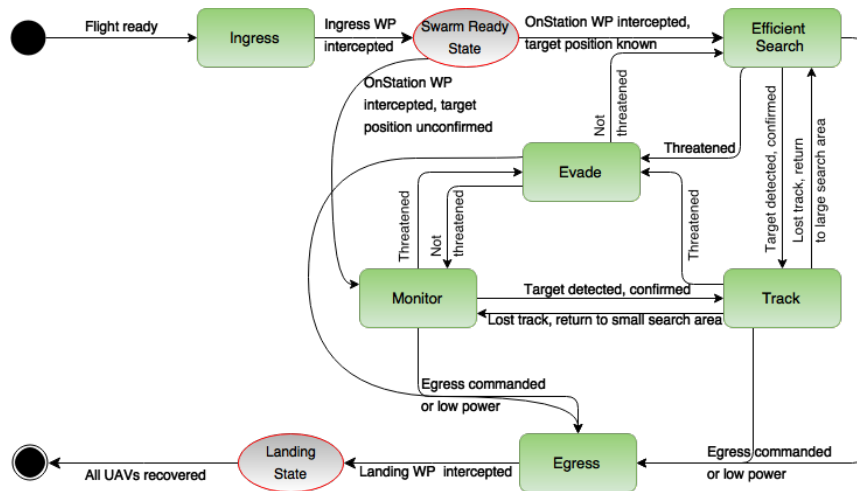 Flight ready
Ingress
Ingress WP
intercepted
Swarm Ready
State
OnStation WP intercepted,
target position known
Efficient
Search
OnStation WP
intercepted, target
position unconfirmed
Not
threatened
Threatened
Evade
Target detected, confirmed
Lost track, return
to large search area
Threatened
Not
threatened
Threatened
Monitor
Target detected, confirmed
Lost track, return to small search area
Track
Egress commanded
or low power
Egress commanded
or low power
Egress
Landing WP intercepted
Landing
State
All UAVs recovered